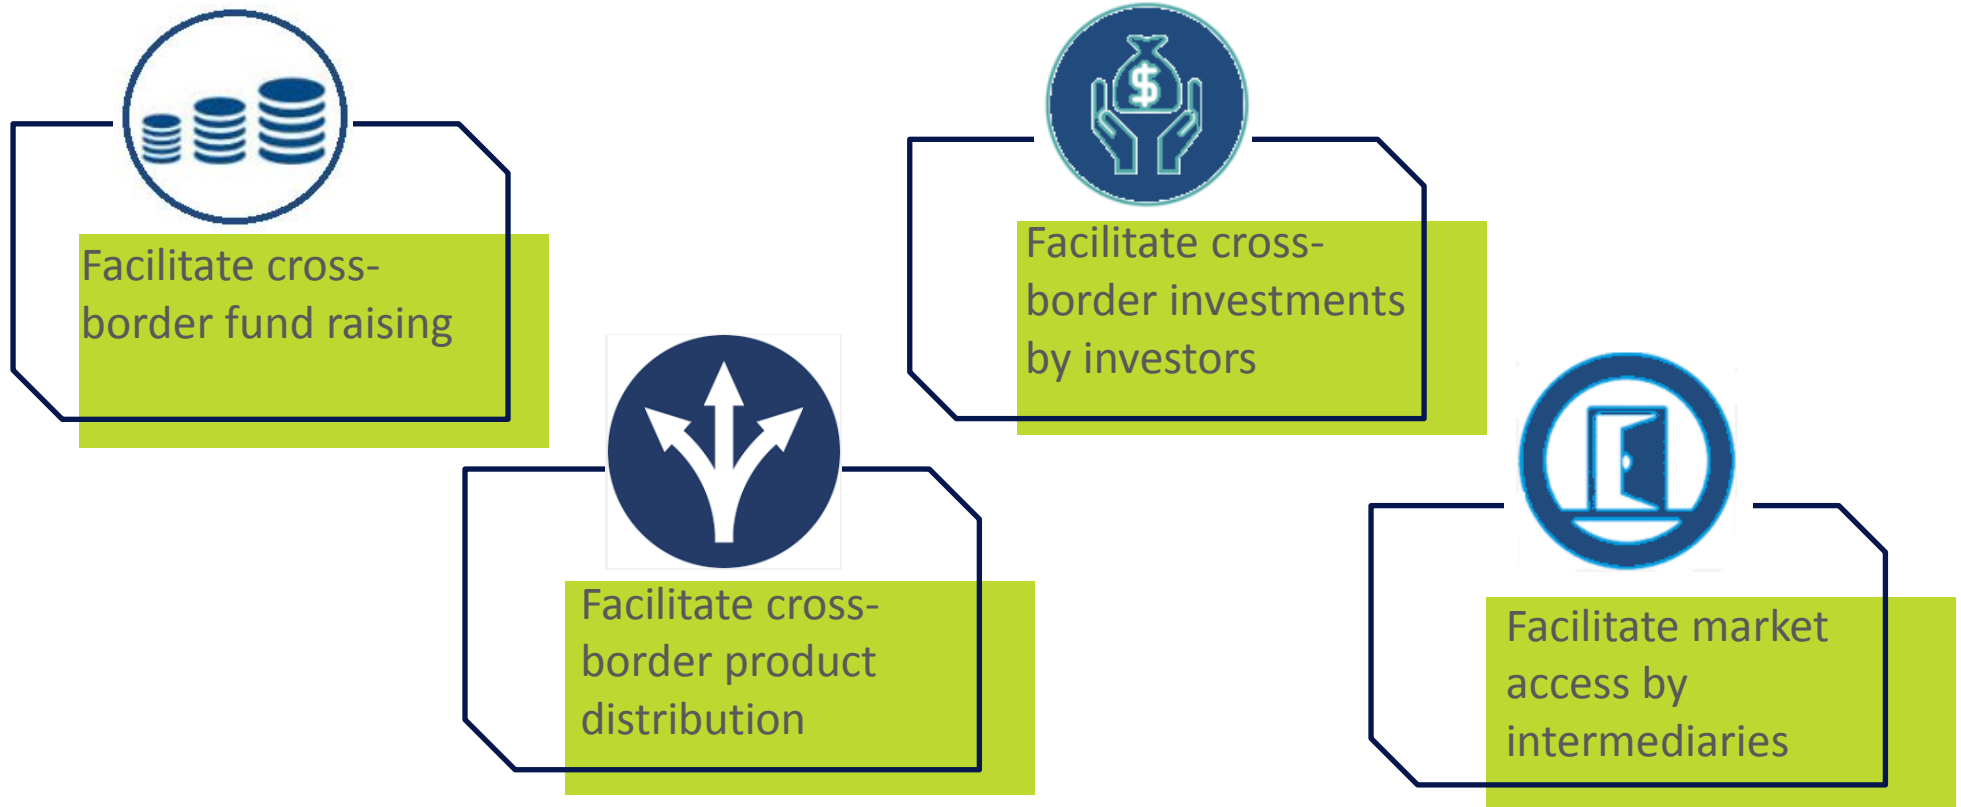 Facilitate cross-
border fund raising
Facilitate cross-
border product
distribution
$
Facilitate cross-
border investments
by investors
Facilitate market
access by
intermediaries